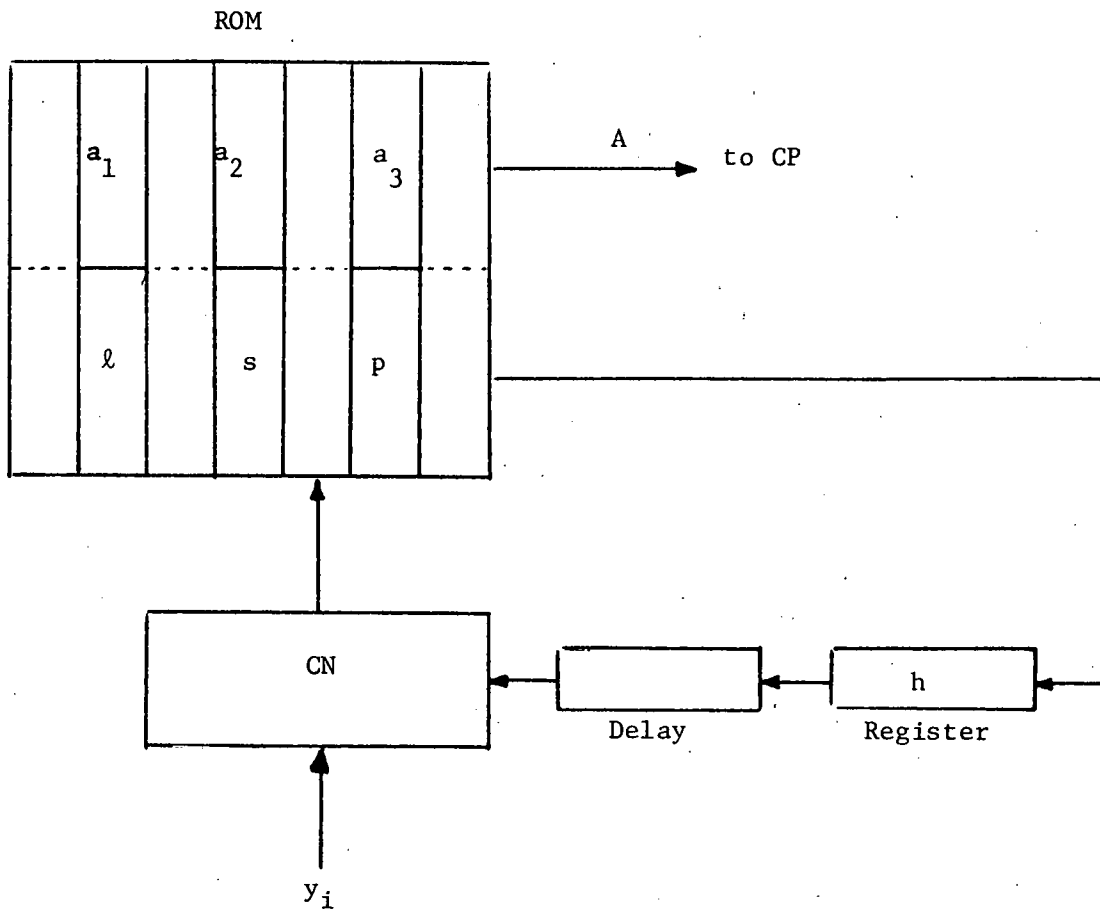 ROM
a1 a2 a3
A to CP
ℓ s p
CN
h
Delay Register
yi